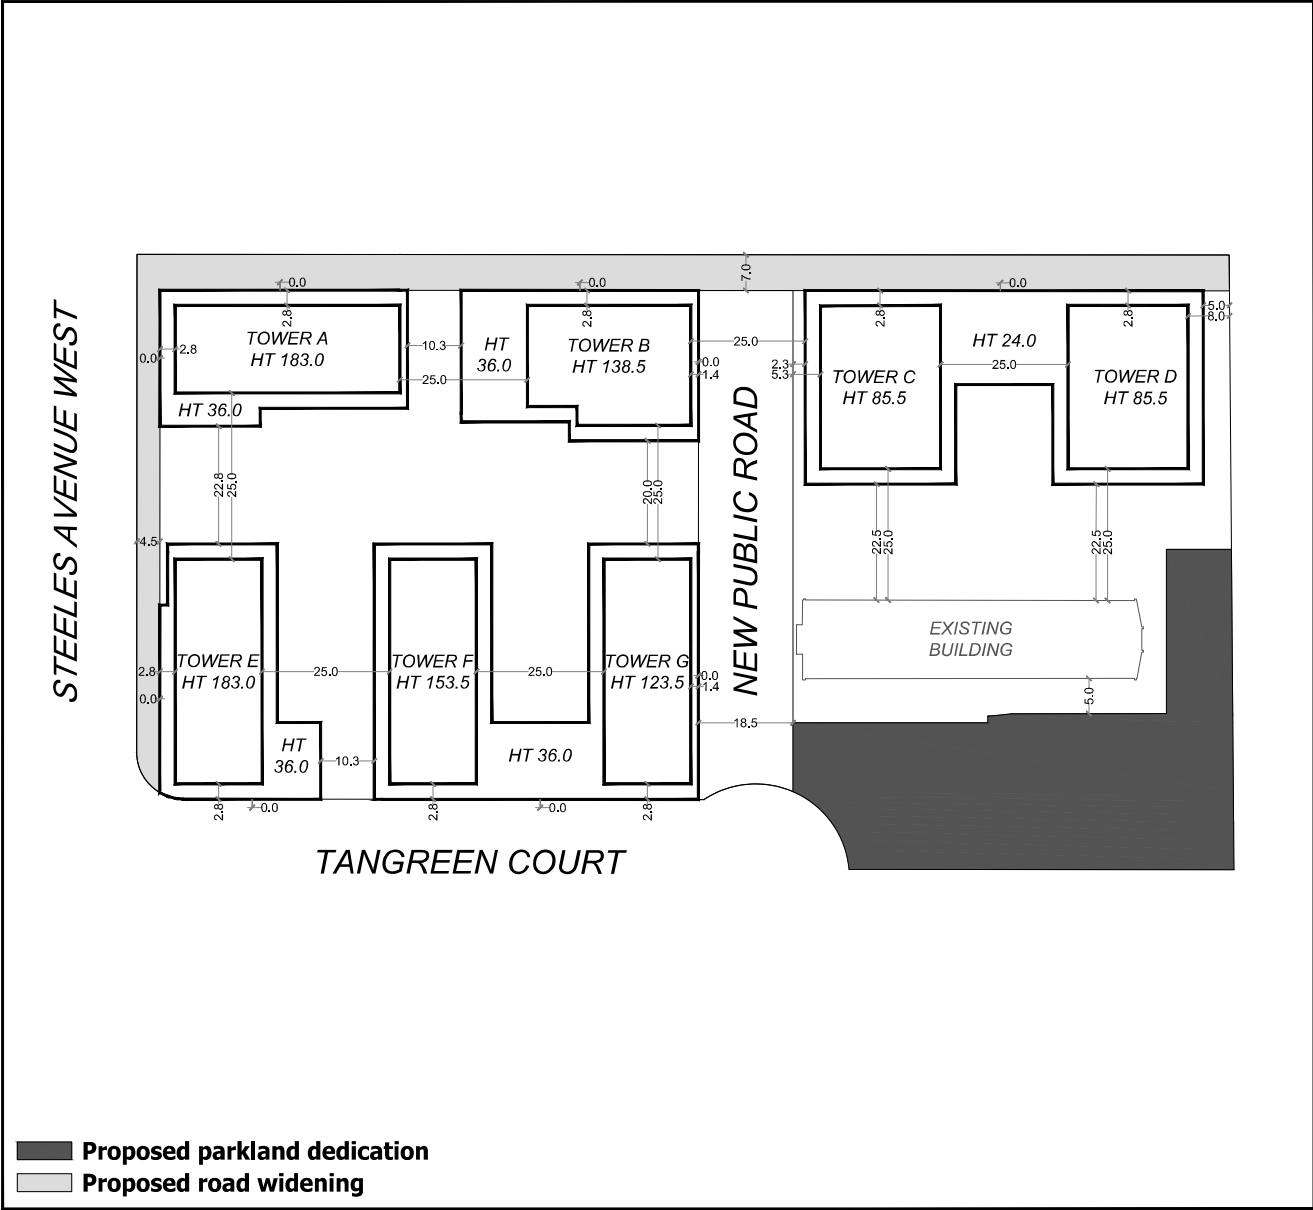 7.0
0.0
0.0
0.0
2.8
2.8
2.8
2.8
5.0
8.0
TOWER A
HT 183.0
2.8
0.0
10.3
HT
36.0
TOWER B
HT 138.5
25.0
25.0
0.0
1.4
2.3
5.3
HT 24.0
25.0
TOWER C
HT 85.5
TOWER D
HT 85.5
HT 36.0
STEELES AVENUE WEST
NEW PUBLIC ROAD
22.8
25.0
20.0
25.0
22.5
25.0
22.5
25.0
4.5
EXISTING
BUILDING
5.0
2.8
TOWER E
HT 183.0
25.0
TOWER F
HT 153.5
25.0
TOWER G
HT 123.5
0.0
1.4
0.0
18.5
HT
36.0
10.3
HT 36.0
2.8
0.0
2.8
0.0
2.8
TANGREEN COURT
Proposed parkland dedication
Proposed road widening